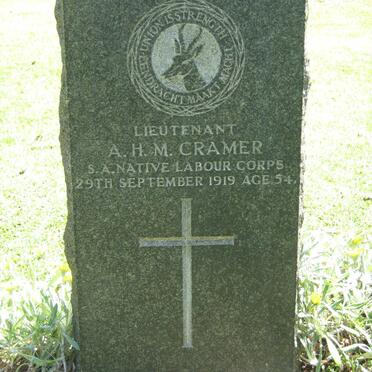 UNION IS STRENGTH
EENDRACHT MAAKT MACHT
LIEUTENANT
A. H. M. CRAMER
S. A. NATIVE LABOUR CORPS
29TH SEPTEMBER 1919 AGE 54